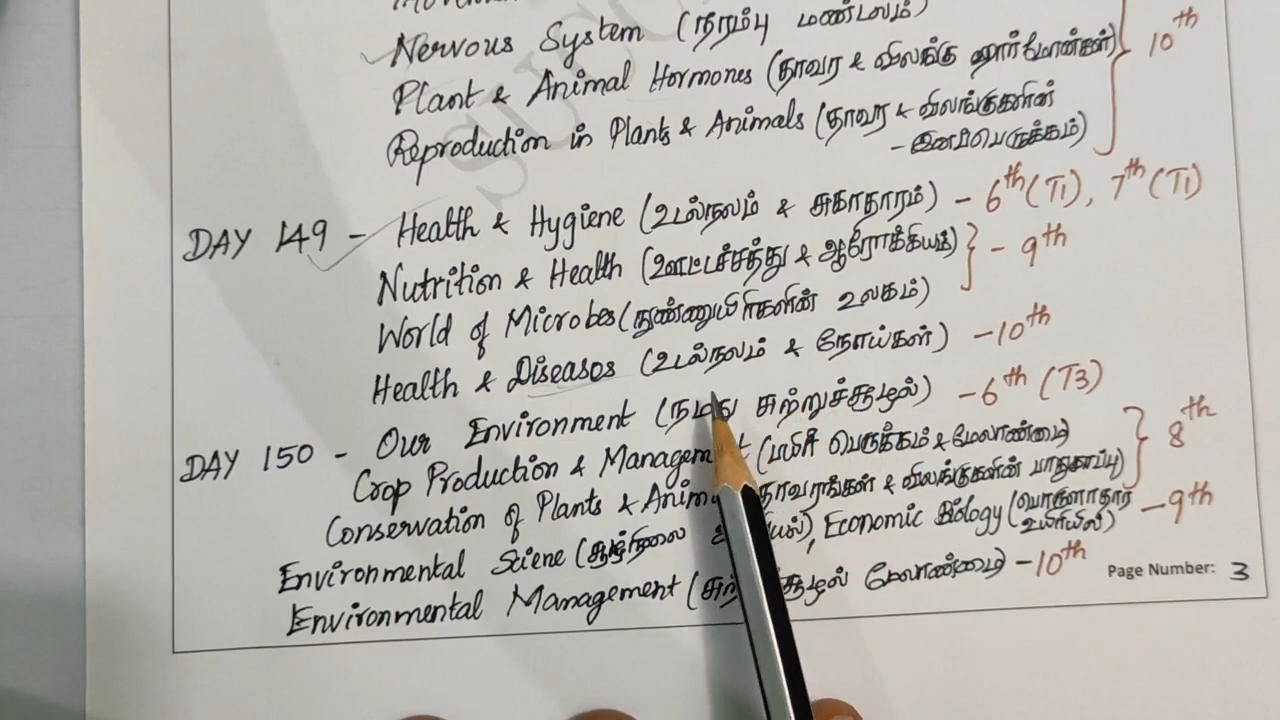 Nervous System (நரம்பு மண்டலம்)
Plant & Animal Hormones (தாவர & விலங்கு ஹார்மோன்கள்) } 10th
Reproduction in Plants & Animals (தாவர & விலங்குகளின்
- இனப்பெருக்கம்)
DAY 149 - Health & Hygiene (உடல்நலம் & சுகாதாரம்) - 6th (T1), 7th (T1)
Nutrition & Health (ஊட்டச்சத்து & ஆரோக்கியம்) } - 9th
World of Microbes (நுண்ணுயிரிகளின் உலகம்)
Health & Diseases (உடல்நலம் & நோய்கள்) - 10th
DAY 150 - Our Environment (நமது சுற்றுச்சூழல்) - 6th (T3)
Crop Production & Management (பயிர் பெருக்கம் & மேலாண்மை) } 8th
Conservation of Plants & Anim தாவரங்கள் & விலங்குகளின் பாதுகாப்பு)
Environmental Sciene (சூழ்நிலை), Economic Biology (பொருளாதார உயிரியில்) - 9th
Environmental Management (சூழல் மேலாண்மை) - 10th
Page Number: 3